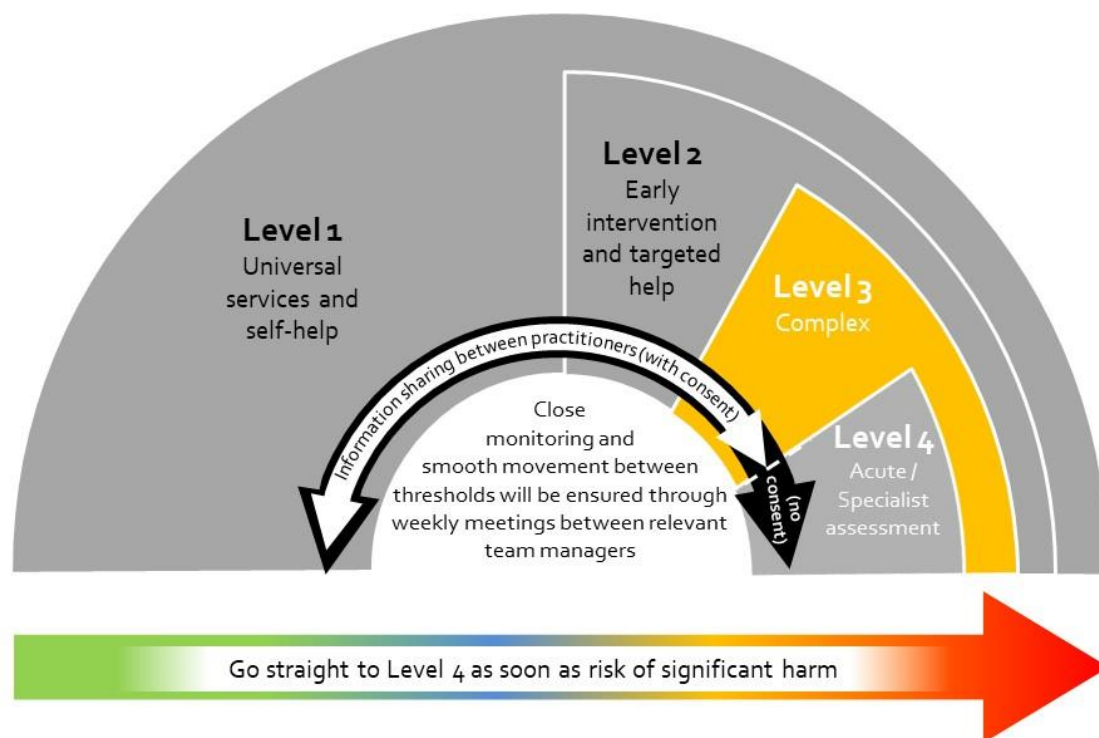 Level 1
Universal
services and
self-help
Level 2
Early
intervention
and targeted
help
Level 3
Complex
Level 4
Acute /
Specialist
assessment
Information sharing between practitioners (with consent)
(no
consent)
Close
monitoring and
smooth movement between
thresholds will be ensured through
weekly meetings between relevant
team managers
Go straight to Level 4 as soon as risk of significant harm